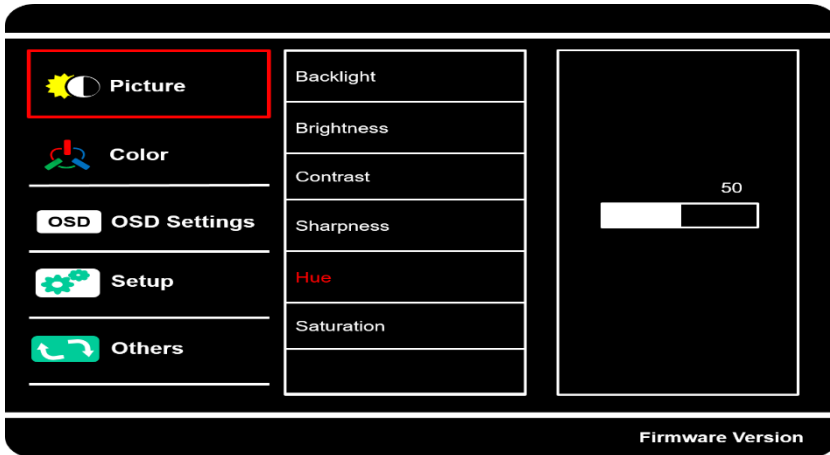 Picture
Color
OSD OSD Settings
Setup
Others
Backlight
Brightness
Contrast
Sharpness
Hue
Saturation
50
Firmware Version